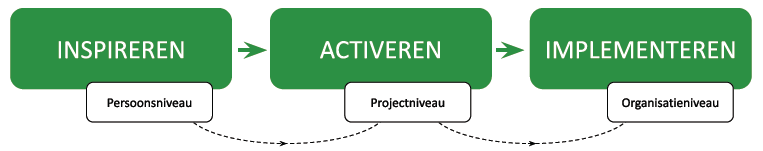 INSPIREREN
ACTIVEREN
IMPLEMENTEREN
Persoonsniveau
Projectniveau
Organisatieniveau